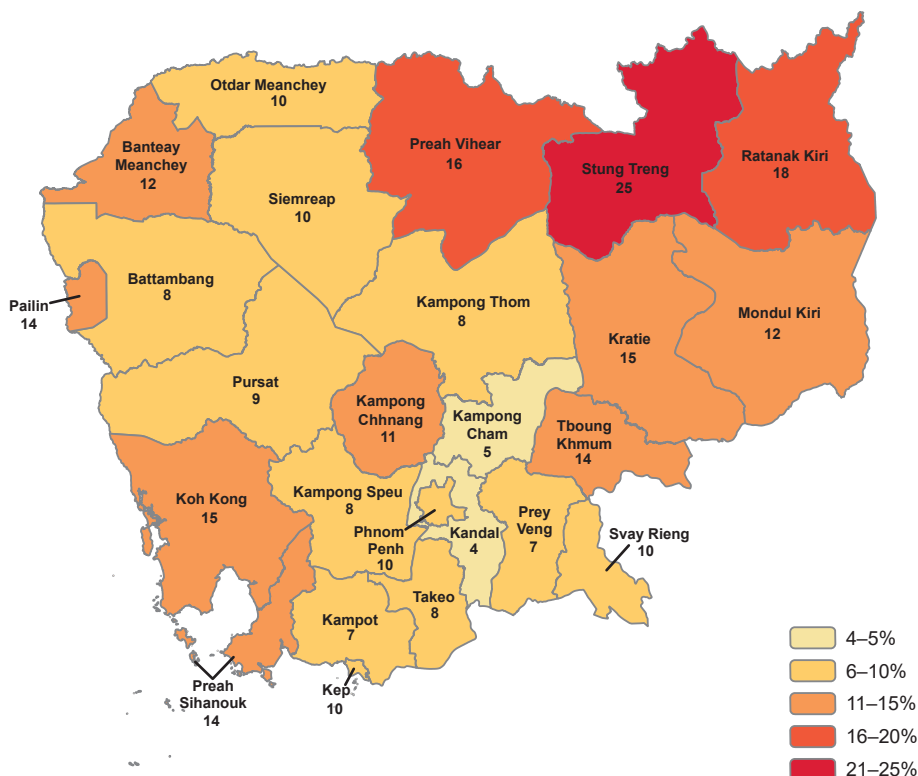 Otdar Meanchey
10
Banteay
Meanchey
12
Siemreap
10
Preah Vihear
16
Stung Treng
25
Ratanak Kiri
18
Battambang
8
Pailin
14
Kampong Thom
8
Kratie
15
Mondul Kiri
12
Pursat
9
Kampong
Chhnang
11
Kampong
Cham
5
Tboung
Khmum
14
Koh Kong
15
Kampong Speu
8
Phnom
Penh
10
Kandal
4
Prey
Veng
7
Svay Rieng
10
Takeo
8
Kampot
7
Kep
10
Preah
Sihanouk
14
4–5%
6–10%
11–15%
16–20%
21–25%